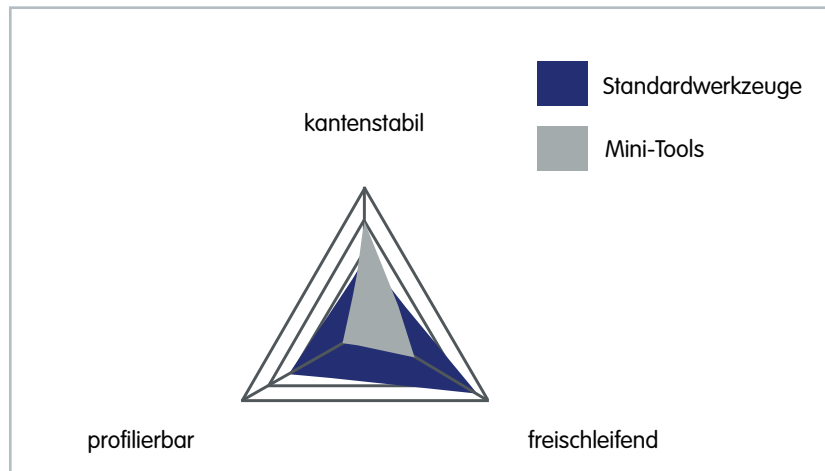 Standardwerkzeuge
kantenstabil
Mini-Tools
profilierbar
freischleifend